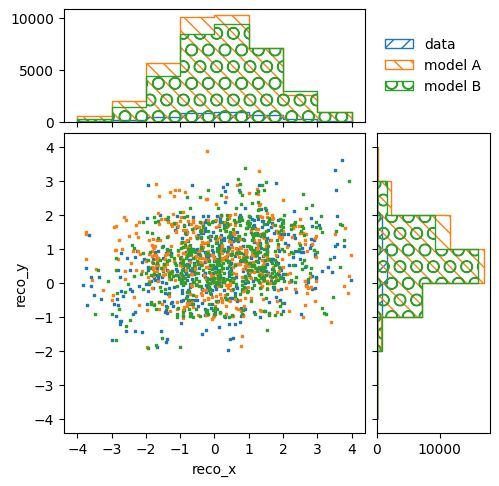 10000
5000
0
data
model A
model B
4
3
2
1
0
−1
−2
−3
−4
reco_y
−4 −3 −2 −1 0 1 2 3 4
reco_x
0 10000